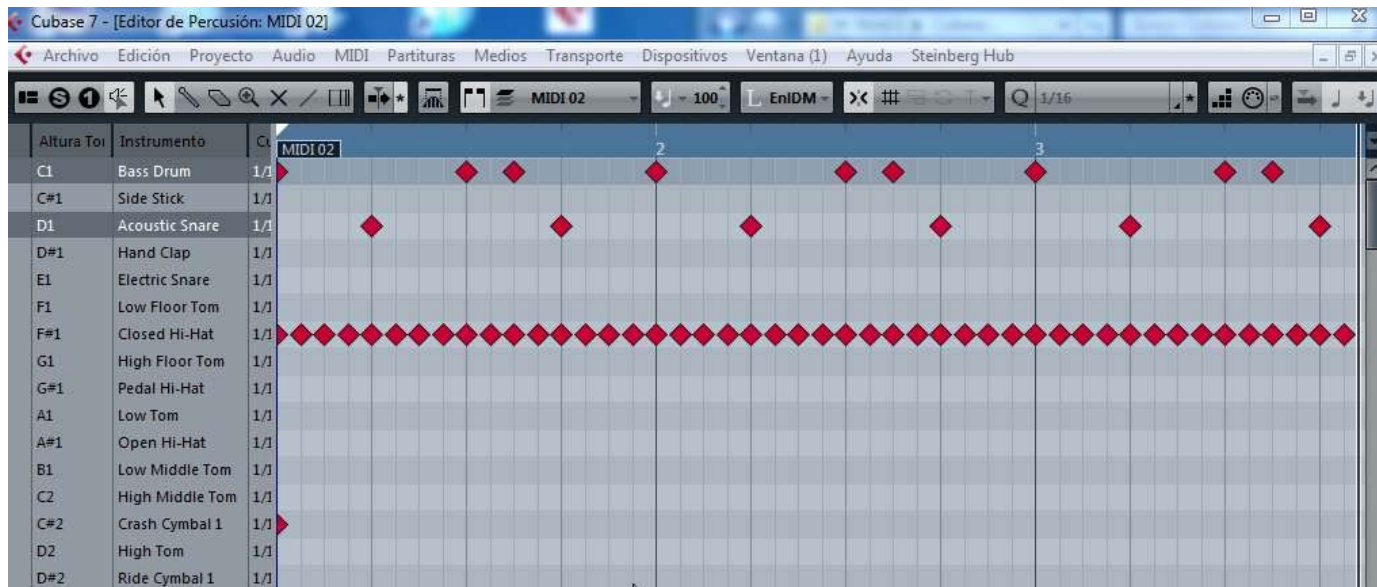 Cubase 7 - [Editor de Percusión: MIDI 02]
Archivo Edición Proyecto Audio MIDI Partituras Medios Transporte Dispositivos Ventana (1) Ayuda Steinberg Hub
MIDI 02 100 L EnIDM Q 1/16
Altura Instrumento
MIDI 02 2 3
C1 Bass Drum 1/1
C#1 Side Stick 1/1
D1 Acoustic Snare 1/1
D#1 Hand Clap 1/1
E1 Electric Snare 1/1
F1 Low Floor Tom 1/1
F#1 Closed Hi-Hat 1/1
G1 High Floor Tom 1/1
G#1 Pedal Hi-Hat 1/1
A1 Low Tom 1/1
A#1 Open Hi-Hat 1/1
B1 Low Middle Tom 1/1
C2 High Middle Tom 1/1
C#2 Crash Cymbal 1 1/1
D2 High Tom 1/1
D#2 Ride Cymbal 1 1/1